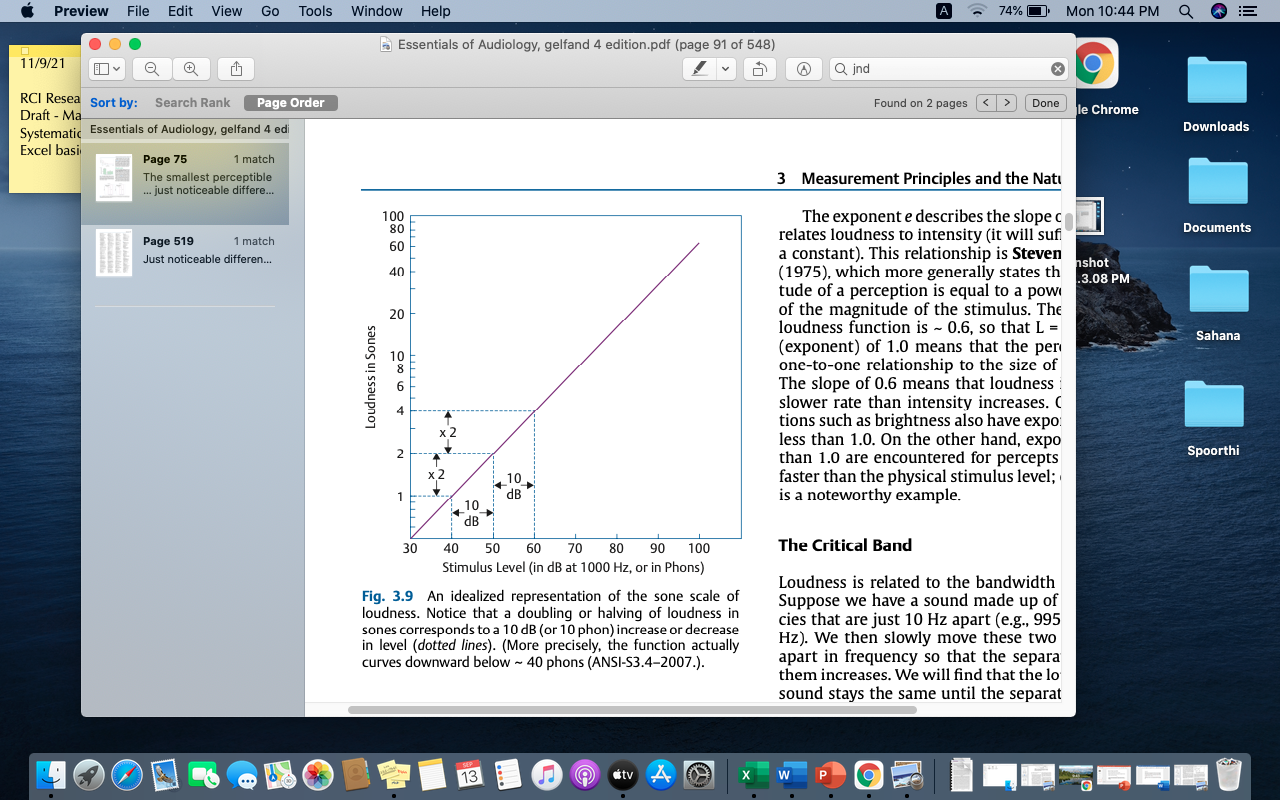 Preview File Edit View Go Tools Window Help
A 74% Mon 10:44 PM
11/9/21
RCI Resea
Draft - Ma
Systematic
Excel basi
Essentials of Audiology, gelfand 4 edition.pdf (page 91 of 548)
jnd
Sort by: Search Rank Page Order
Found on 2 pages < > Done
Essentials of Audiology, gelfand 4 edi
Page 75 1 match
The smallest perceptible
... just noticeable differe...
Page 519 1 match
Just noticeable differen...
3 Measurement Principles and the Natu
100
80
60
40
20
10
8
6
4
2
1
Loudness in Sones
x 2
x 2
10
dB
10
dB
30 40 50 60 70 80 90 100
Stimulus Level (in dB at 1000 Hz, or in Phons)
Fig. 3.9 An idealized representation of the sone scale of
loudness. Notice that a doubling or halving of loudness in
sones corresponds to a 10 dB (or 10 phon) increase or decrease
in level (dotted lines). (More precisely, the function actually
curves downward below ~ 40 phons (ANSI-S3.4–2007.).
The exponent e describes the slope o
relates loudness to intensity (it will suff
a constant). This relationship is Steven
(1975), which more generally states th
tude of a perception is equal to a powe
of the magnitude of the stimulus. The
loudness function is ~ 0.6, so that L =
(exponent) of 1.0 means that the perc
one-to-one relationship to the size of
The slope of 0.6 means that loudness i
slower rate than intensity increases. O
tions such as brightness also have expo
less than 1.0. On the other hand, expo
than 1.0 are encountered for percepts
faster than the physical stimulus level;
is a noteworthy example.
The Critical Band
Loudness is related to the bandwidth
Suppose we have a sound made up of
cies that are just 10 Hz apart (e.g., 995
Hz). We then slowly move these two
apart in frequency so that the separa
them increases. We will find that the lo
sound stays the same until the separat
gle Chrome
nshot
.3.08 PM
Downloads
Documents
Sahana
Spoorthi
SEP
13
tv
X
W
P